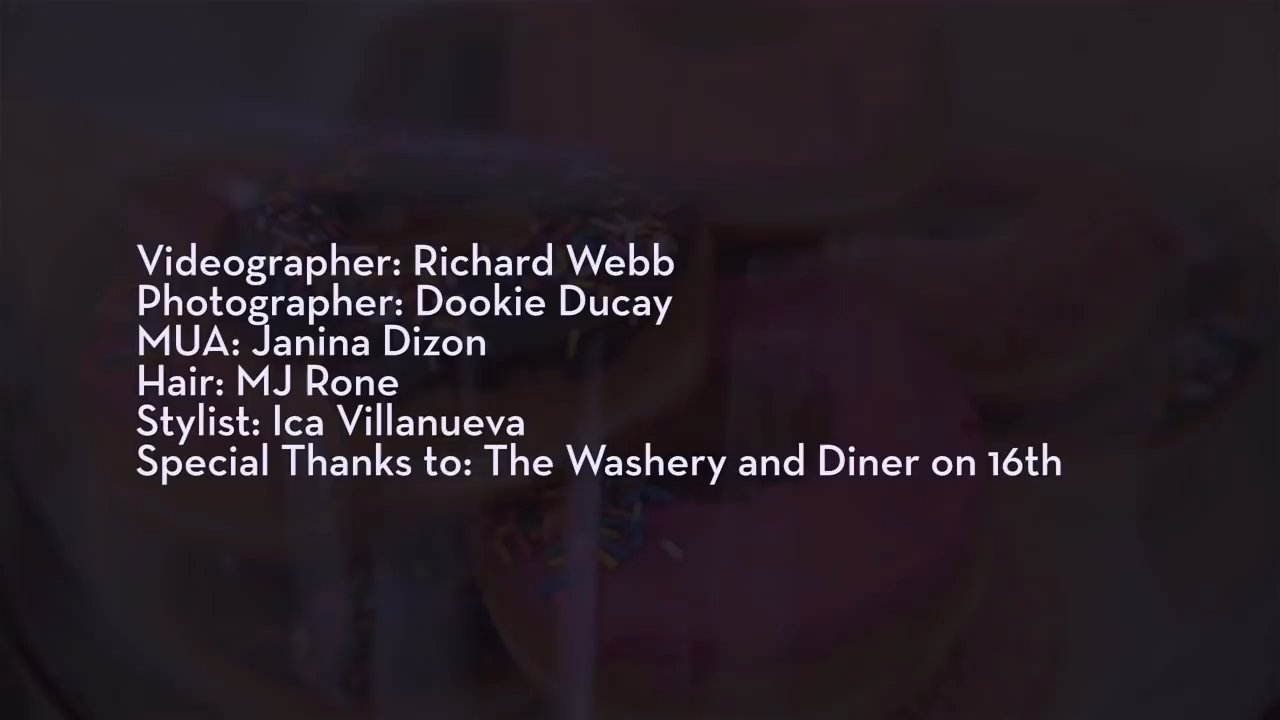 Videographer: Richard Webb
Photographer: Dookie Ducay
MUA: Janina Dizon
Hair: MJ Rone
Stylist: Ica Villanueva
Special Thanks to: The Washery and Diner on 16th